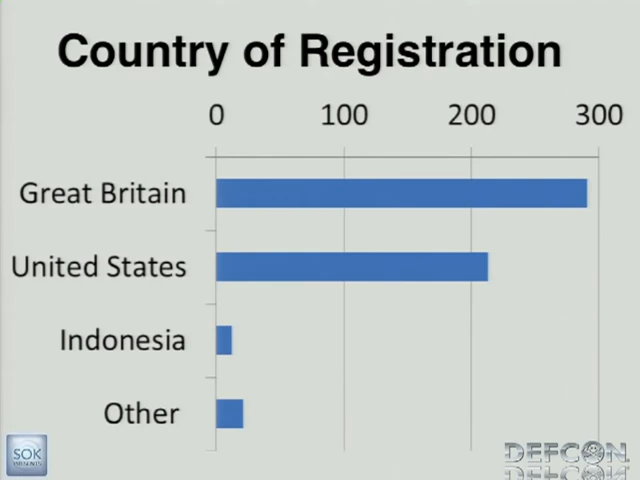 Country of Registration
0 100 200 300
Great Britain
United States
Indonesia
Other
SOK
DEFCON